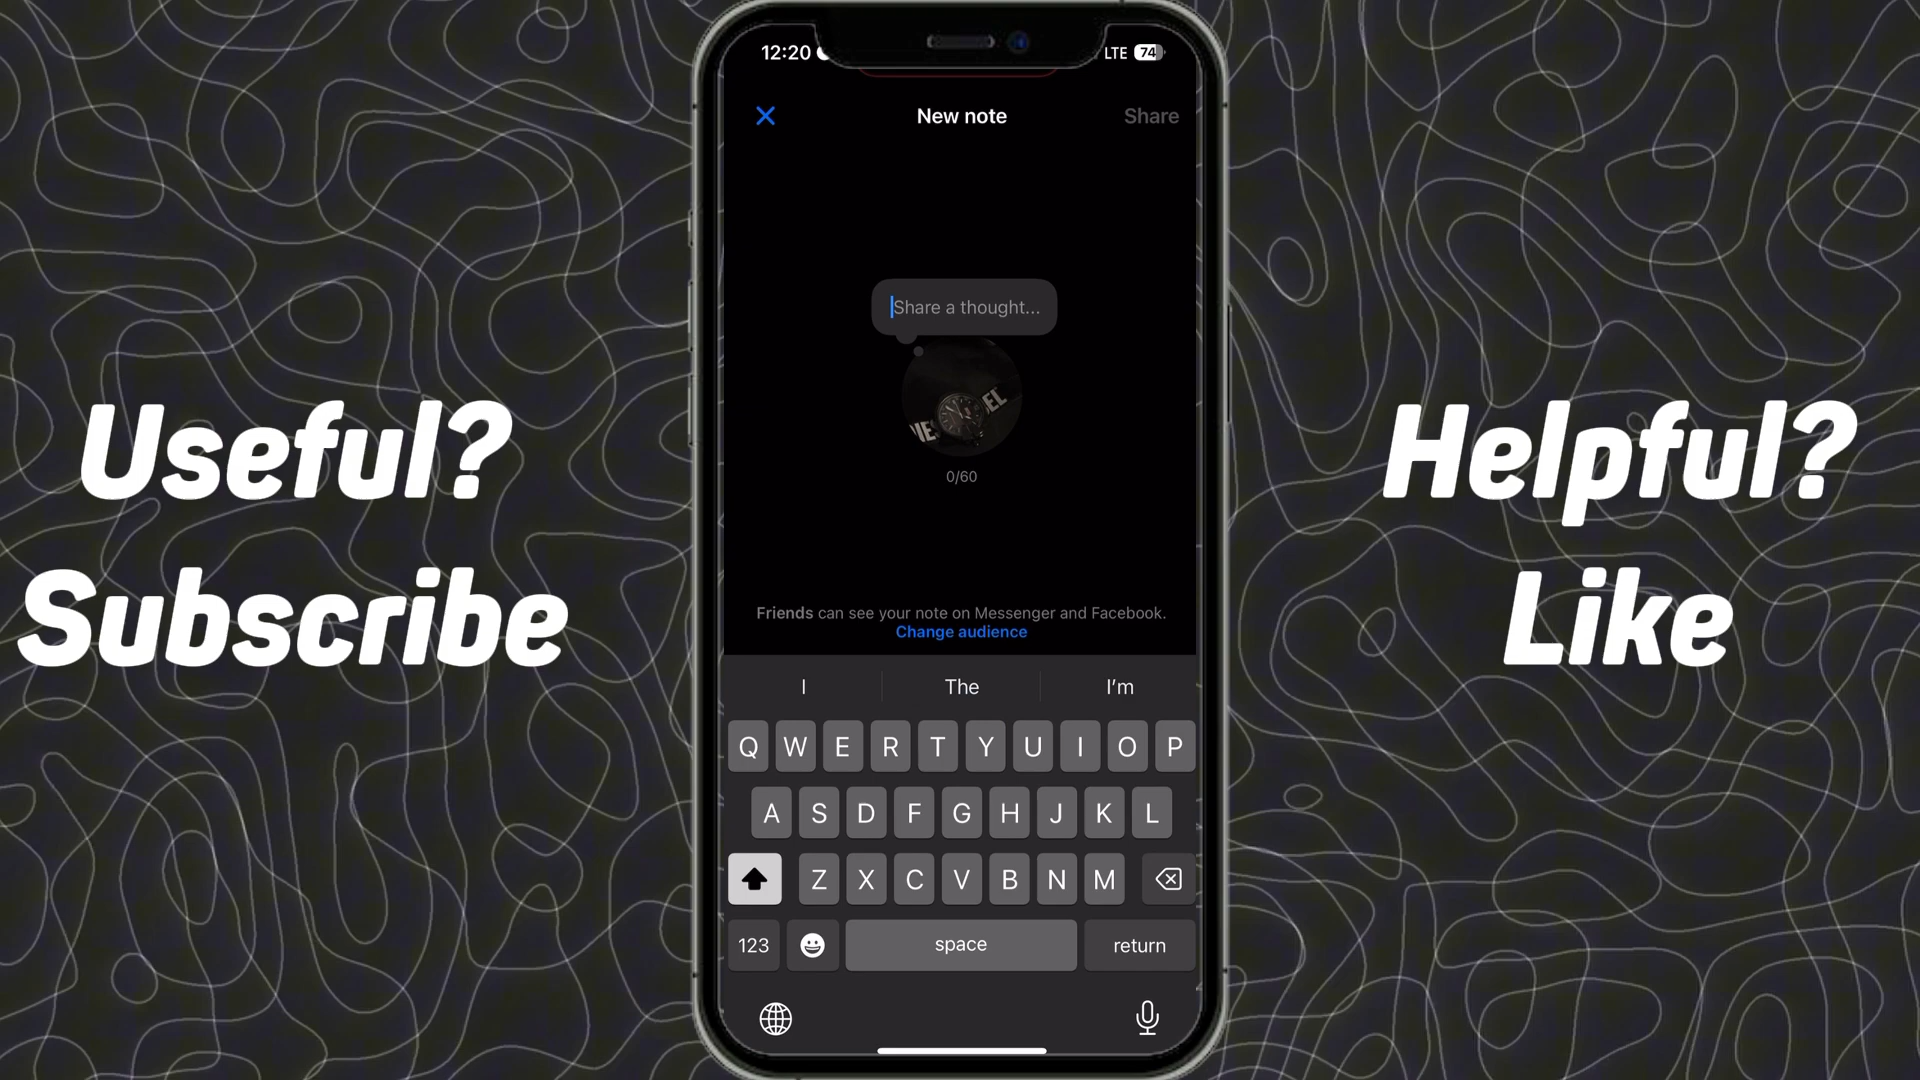 12:20
LTE 74
New note
Share
Share a thought...
0/60
Friends can see your note on Messenger and Facebook.
Change audience
Useful?
Subscribe
Helpful?
Like
I The I'm
Q W E R T Y U I O P
A S D F G H J K L
Z X C V B N M
123 space return